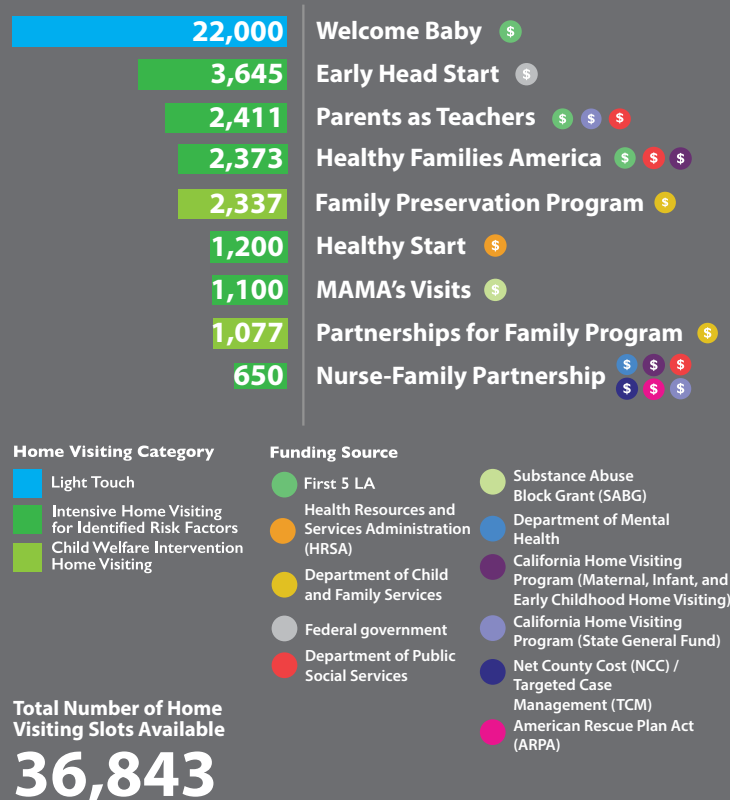 22,000 Welcome Baby $
3,645 Early Head Start $
2,411 Parents as Teachers $ $ $
2,373 Healthy Families America $ $ $
2,337 Family Preservation Program $
1,200 Healthy Start $
1,100 MAMA's Visits $
1,077 Partnerships for Family Program $
650 Nurse-Family Partnership $ $ $
$ $ $
Home Visiting Category
Light Touch
Intensive Home Visiting
for Identified Risk Factors
Child Welfare Intervention
Home Visiting
Funding Source
First 5 LA
Health Resources and
Services Administration
(HRSA)
Department of Child
and Family Services
Federal government
Department of Public
Social Services
Substance Abuse
Block Grant (SABG)
Department of Mental
Health
California Home Visiting
Program (Maternal, Infant, and
Early Childhood Home Visiting)
California Home Visiting
Program (State General Fund)
Net County Cost (NCC) /
Targeted Case
Management (TCM)
American Rescue Plan Act
(ARPA)
Total Number of Home
Visiting Slots Available
36,843